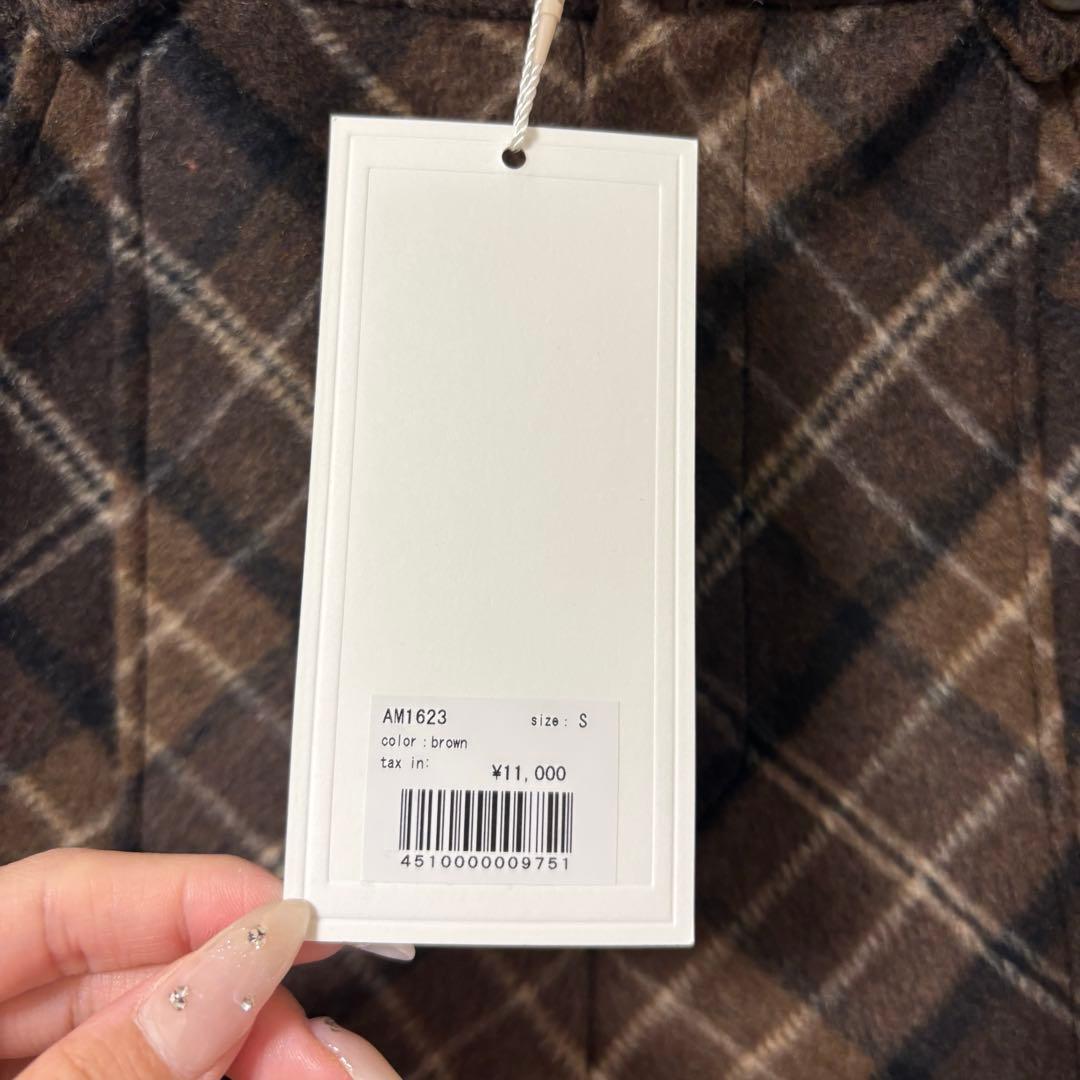 AM1623 size: S
color:brown
tax in:
¥11,000
4510000009751